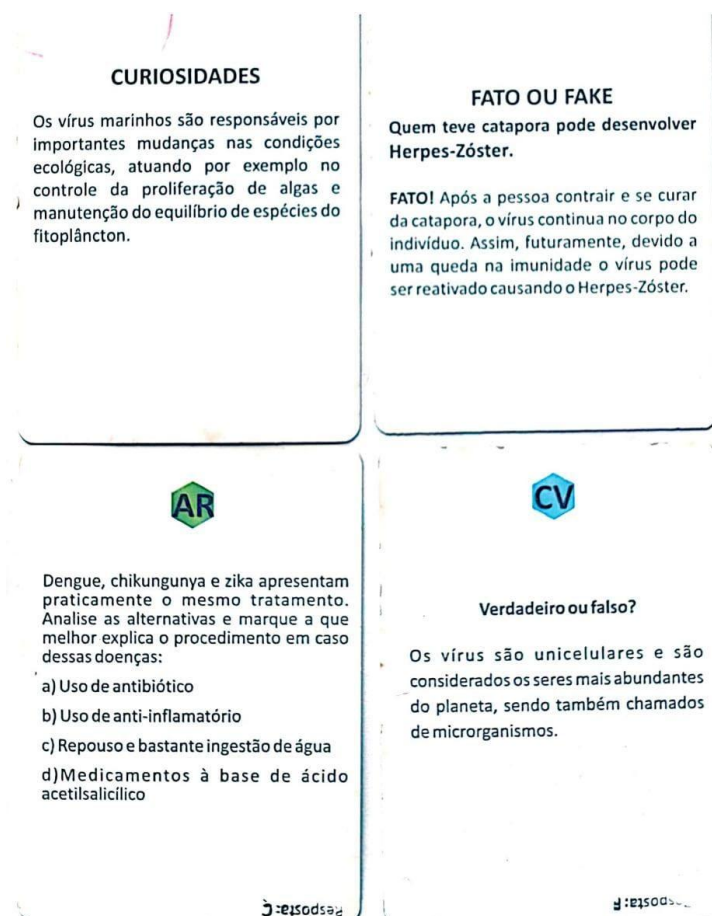 CURIOSIDADES
Os vírus marinhos são responsáveis por
importantes mudanças nas condições
ecológicas, atuando por exemplo no
controle da proliferação de algas e
manutenção do equilíbrio de espécies do
fitoplâncton.
FATO OU FAKE
Quem teve catapora pode desenvolver
Herpes-Zóster.
FATO! Após a pessoa contrair e se curar
da catapora, o vírus continua no corpo do
indivíduo. Assim, futuramente, devido a
uma queda na imunidade o vírus pode
ser reativado causando o Herpes-Zóster.
AR
Dengue, chikungunya e zika apresentam
praticamente o mesmo tratamento.
Analise as alternativas e marque a que
melhor explica o procedimento em caso
dessas doenças:
a) Uso de antibiótico
b) Uso de anti-inflamatório
c) Repouso e bastante ingestão de água
d)Medicamentos à base de ácido
acetilsalicílico
Resposta: C
CV
Verdadeiro ou falso?
Os vírus são unicelulares e são
considerados os seres mais abundantes
do planeta, sendo também chamados
de microrganismos.
Resposta: F